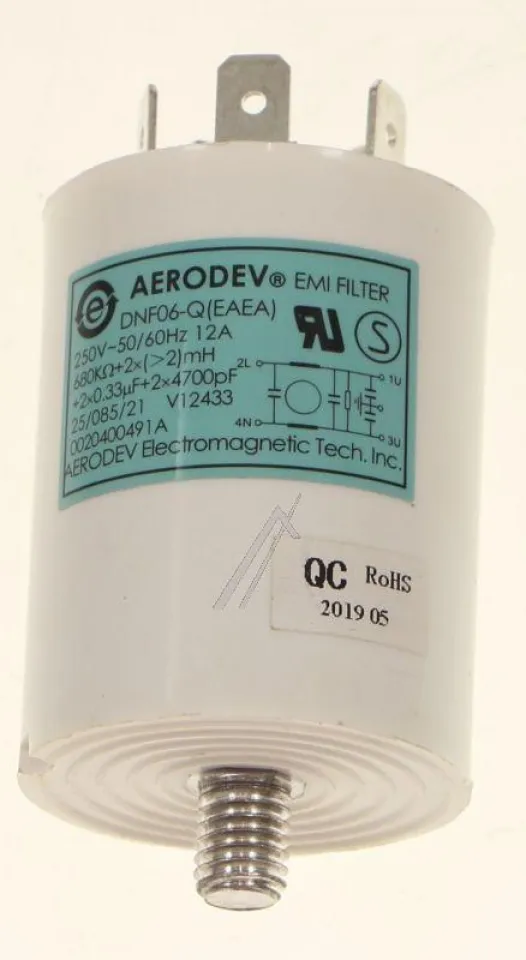 AERODEV® EMI FILTER
DNF06-Q(EAEA)
250V~50/60Hz 12A
680KΩ+2×(>2)mH
+2×0.33μF+2×4700pF
25/085/21 V12433
0020400491A
AERODEV Electromagnetic Tech. Inc.
e
RU
S
2L
1U
4N
3U
QC RoHS
2019 05